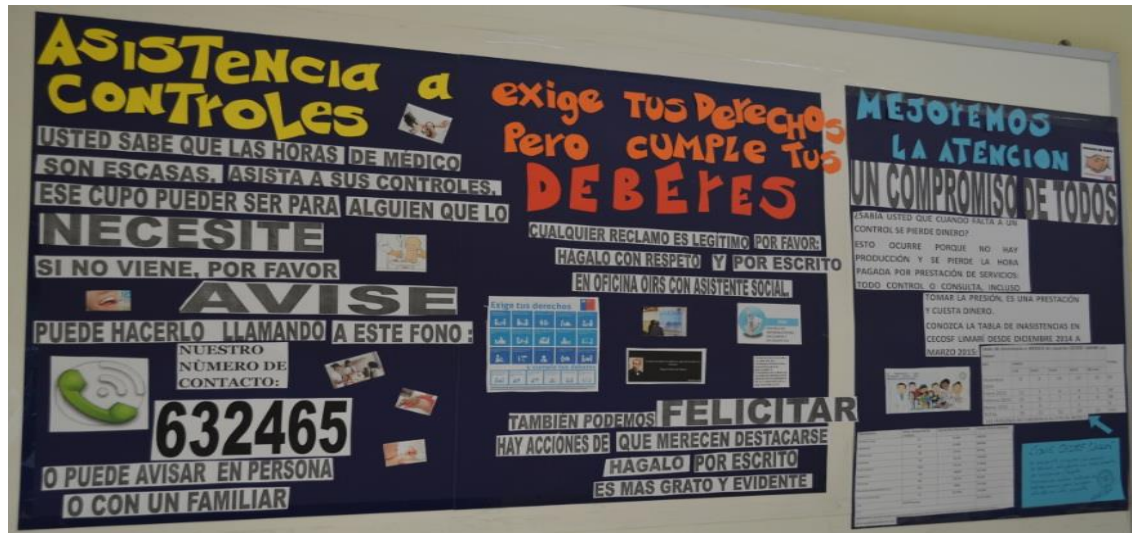 ASISTENCIA a
CONTROLES
USTED SABE QUE LAS HORAS DE MÉDICO
SON ESCASAS. ASISTA A SUS CONTROLES.
ESE CUPO PUEDER SER PARA ALGUIEN QUE LO
NECESITE
SI NO VIENE, POR FAVOR
AVISE
PUEDE HACERLO LLAMANDO A ESTE FONO :
NUESTRO
NÚMERO DE
CONTACTO:
632465
O PUEDE AVISAR EN PERSONA
O CON UN FAMILIAR
exige TUS DerecHOS
Pero CUMPLE TUS
DEBERES
CUALQUIER RECLAMO ES LEGÍTIMO POR FAVOR:
HAGALO CON RESPETO Y POR ESCRITO
EN OFICINA OIRS CON ASISTENTE SOCIAL.
Exige tus derechos
TAMBIEN PODEMOS FELICITAR
HAY ACCIONES DE QUE MERECEN DESTACARSE
HAGALO POR ESCRITO
ES MAS GRATO Y EVIDENTE
MEJOREMOS
LA ATENCION
UN COMPROMISO DE TODOS
¿SABÍA USTED QUE CUANDO FALTA A UN
CONTROL SE PIERDE DINERO?
ESTO OCURRE PORQUE NO HAY
PRODUCCIÓN Y SE PIERDE LA HORA
PAGADA POR PRESTACIÓN DE SERVICIOS:
TODO CONTROL O CONSULTA, INCLUSO
TOMAR LA PRESIÓN, ES UNA PRESTACIÓN
Y CUESTA DINERO.
CONOZCA LA TABLA DE INASISTENCIAS EN
CECOSF LIMARÍ DESDE DICIEMBRE 2014 A
MARZO 2015: